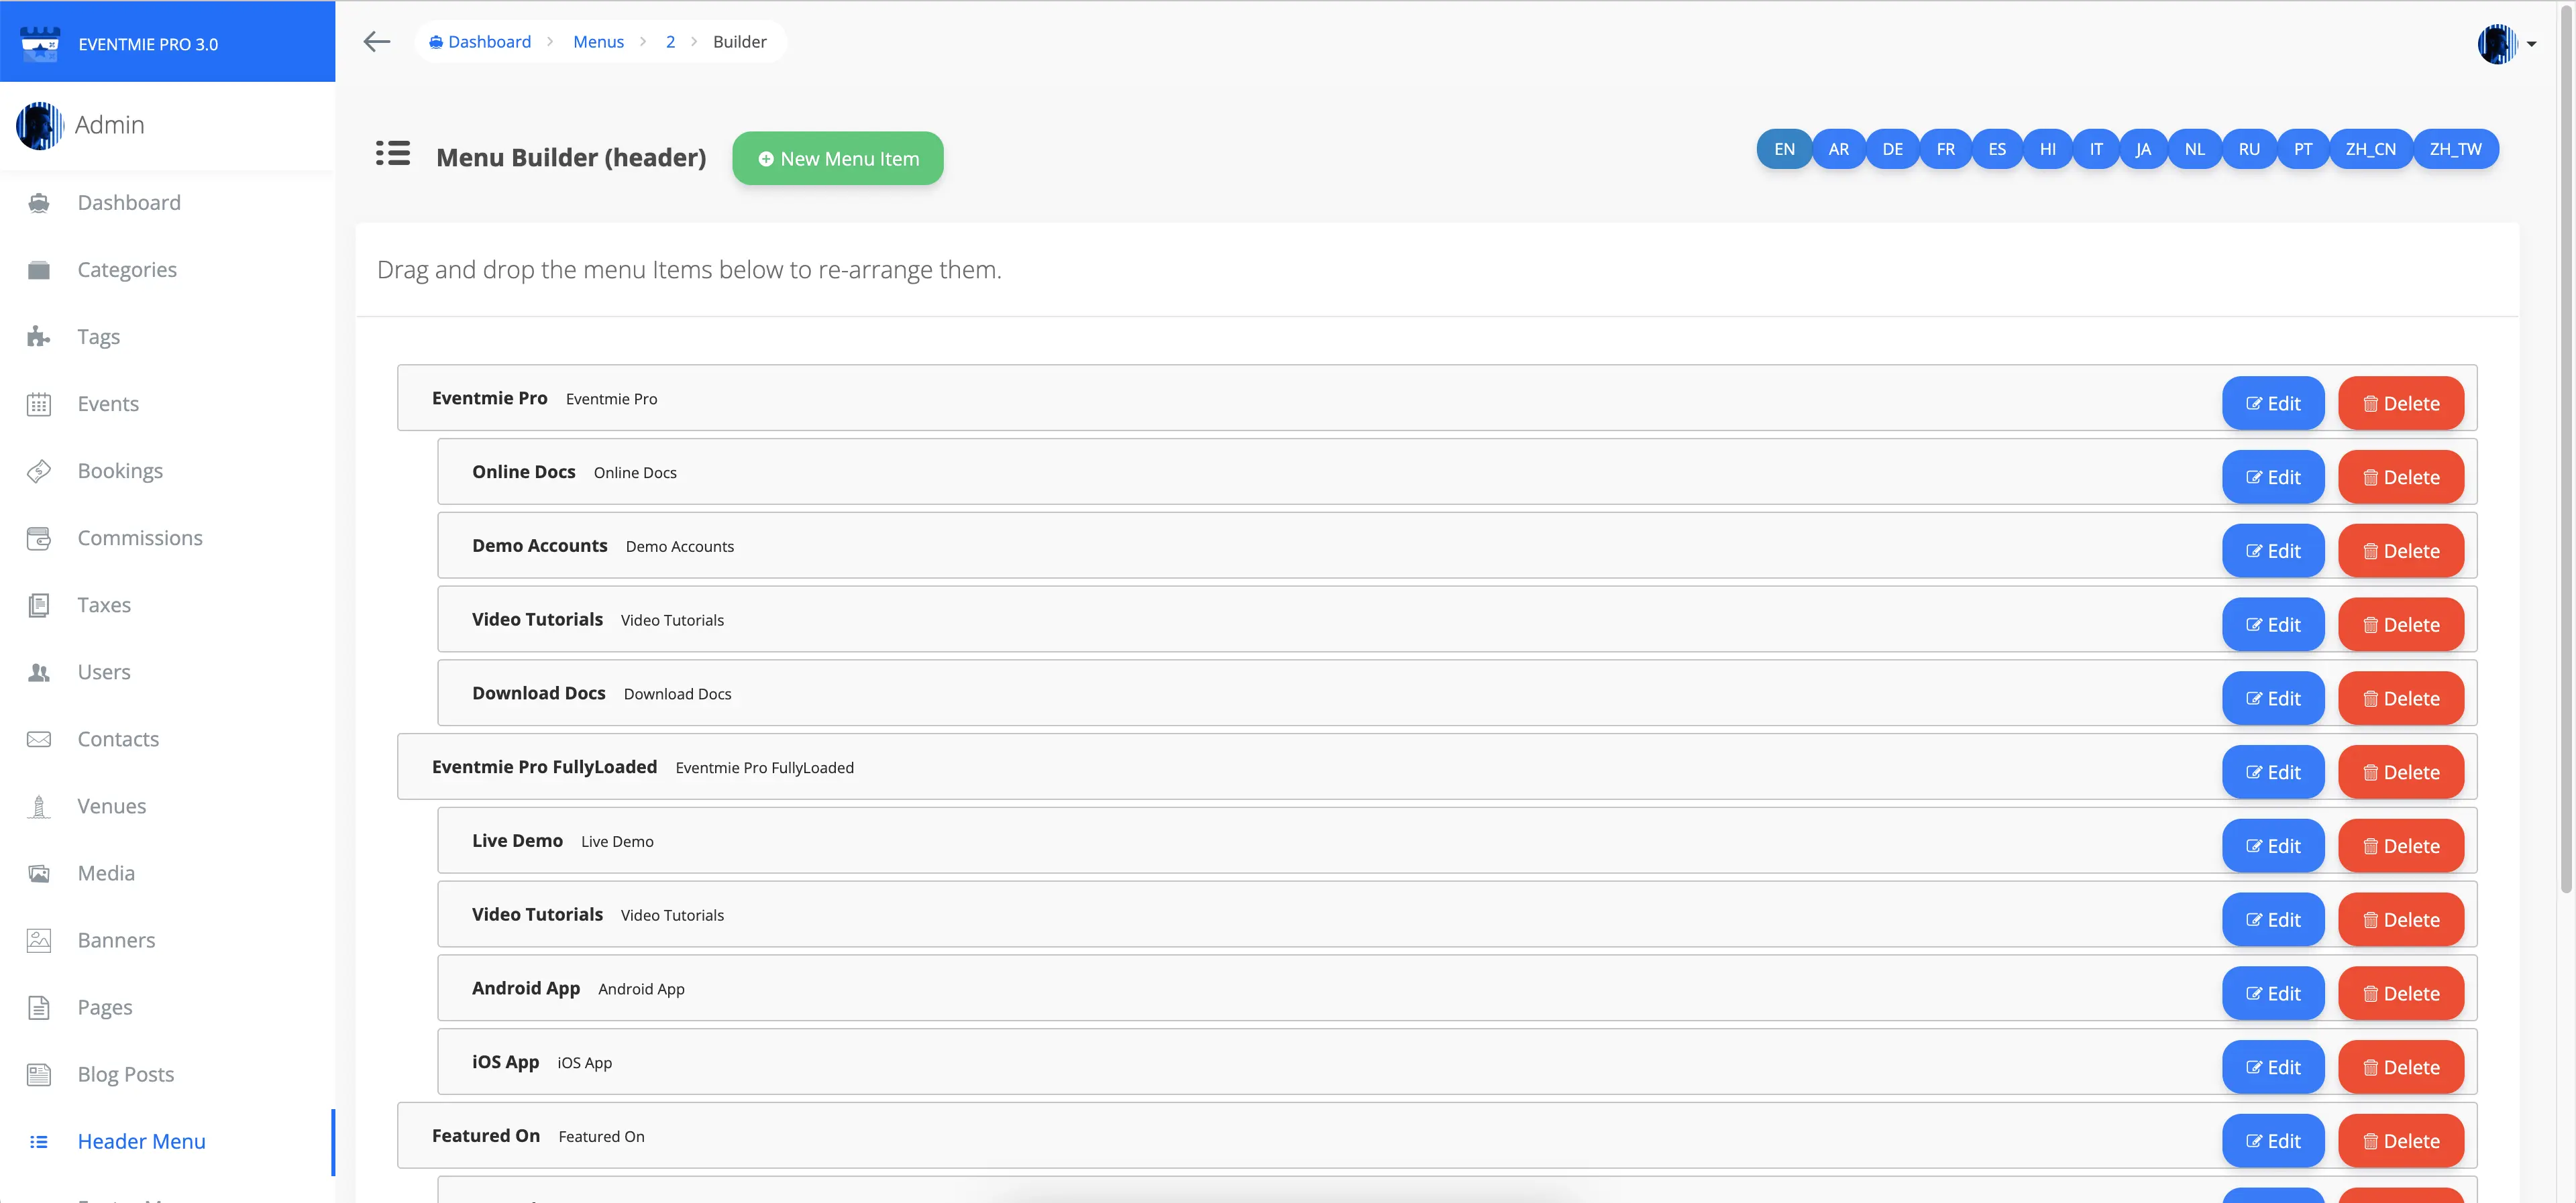 EVENTMIE PRO 3.0
Dashboard Menus 2 Builder
Admin
Menu Builder (header)
New Menu Item
EN AR DE FR ES HI IT JA NL RU PT ZH_CN ZH_TW
Dashboard
Categories
Tags
Events
Bookings
Commissions
Taxes
Users
Contacts
Venues
Media
Banners
Pages
Blog Posts
Header Menu
Drag and drop the menu Items below to re-arrange them.
Eventmie Pro Eventmie Pro Edit Delete
Online Docs Online Docs Edit Delete
Demo Accounts Demo Accounts Edit Delete
Video Tutorials Video Tutorials Edit Delete
Download Docs Download Docs Edit Delete
Eventmie Pro FullyLoaded Eventmie Pro FullyLoaded Edit Delete
Live Demo Live Demo Edit Delete
Video Tutorials Video Tutorials Edit Delete
Android App Android App Edit Delete
iOS App iOS App Edit Delete
Featured On Featured On Edit Delete